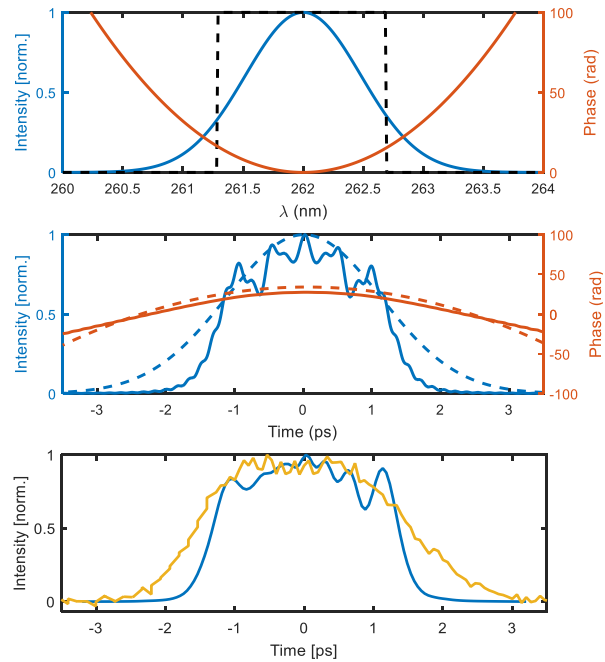 1
0.5
0
Intensity [norm.]
100
50
0
Phase (rad)
260 260.5 261 261.5 262 262.5 263 263.5 264
λ (nm)
1
0.5
0
Intensity [norm.]
100
50
0
-50
-100
Phase (rad)
-3 -2 -1 0 1 2 3
Time (ps)
1
0.5
0
Intensity [norm.]
-3 -2 -1 0 1 2 3
Time [ps]